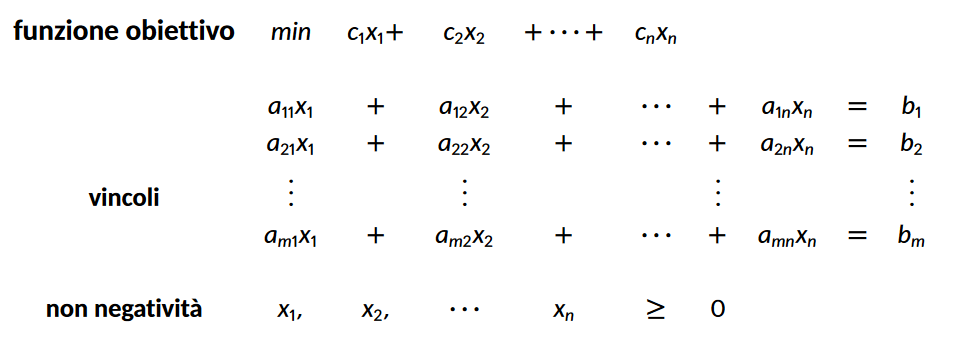 funzione obiettivo min c₁x₁+ c₂x₂ +⋯+ cₙxₙ
a₁₁x₁ + a₁₂x₂ + ⋯ + a₁ₙxₙ = b₁
a₂₁x₁ + a₂₂x₂ + ⋯ + a₂ₙxₙ = b₂
vincoli ⋮ ⋮ ⋮ ⋮
aₘ₁x₁ + aₘ₂x₂ + ⋯ + aₘₙxₙ = bₘ
non negatività x₁, x₂, ⋯ xₙ ≥ 0